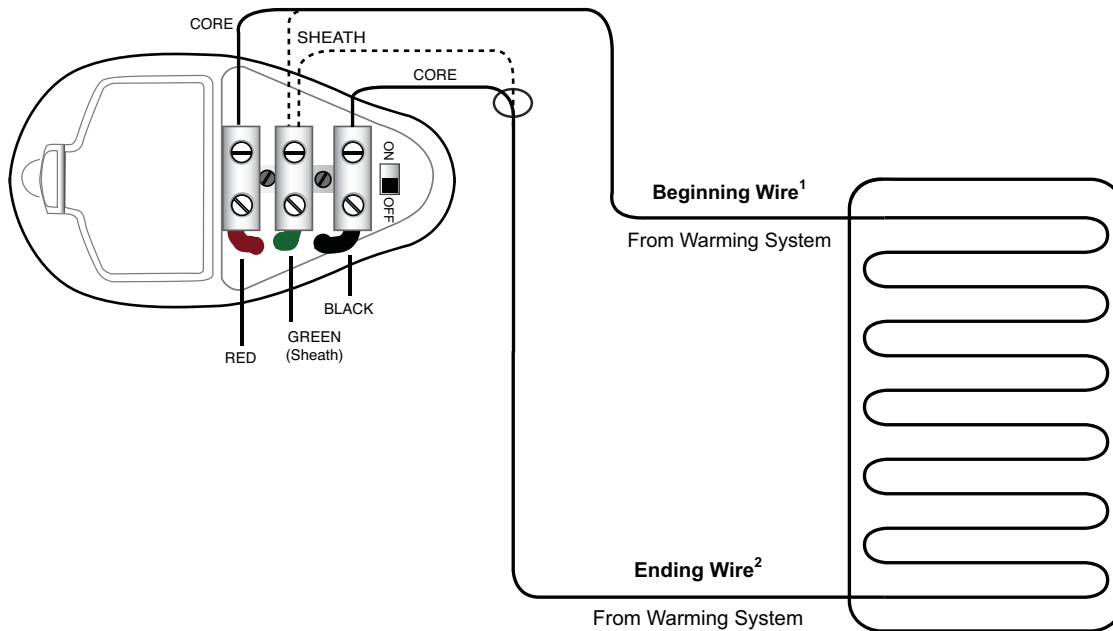 CORE
SHEATH
CORE
ON
OFF
RED
GREEN
(Sheath)
BLACK
Beginning Wire¹
From Warming System
Ending Wire²
From Warming System